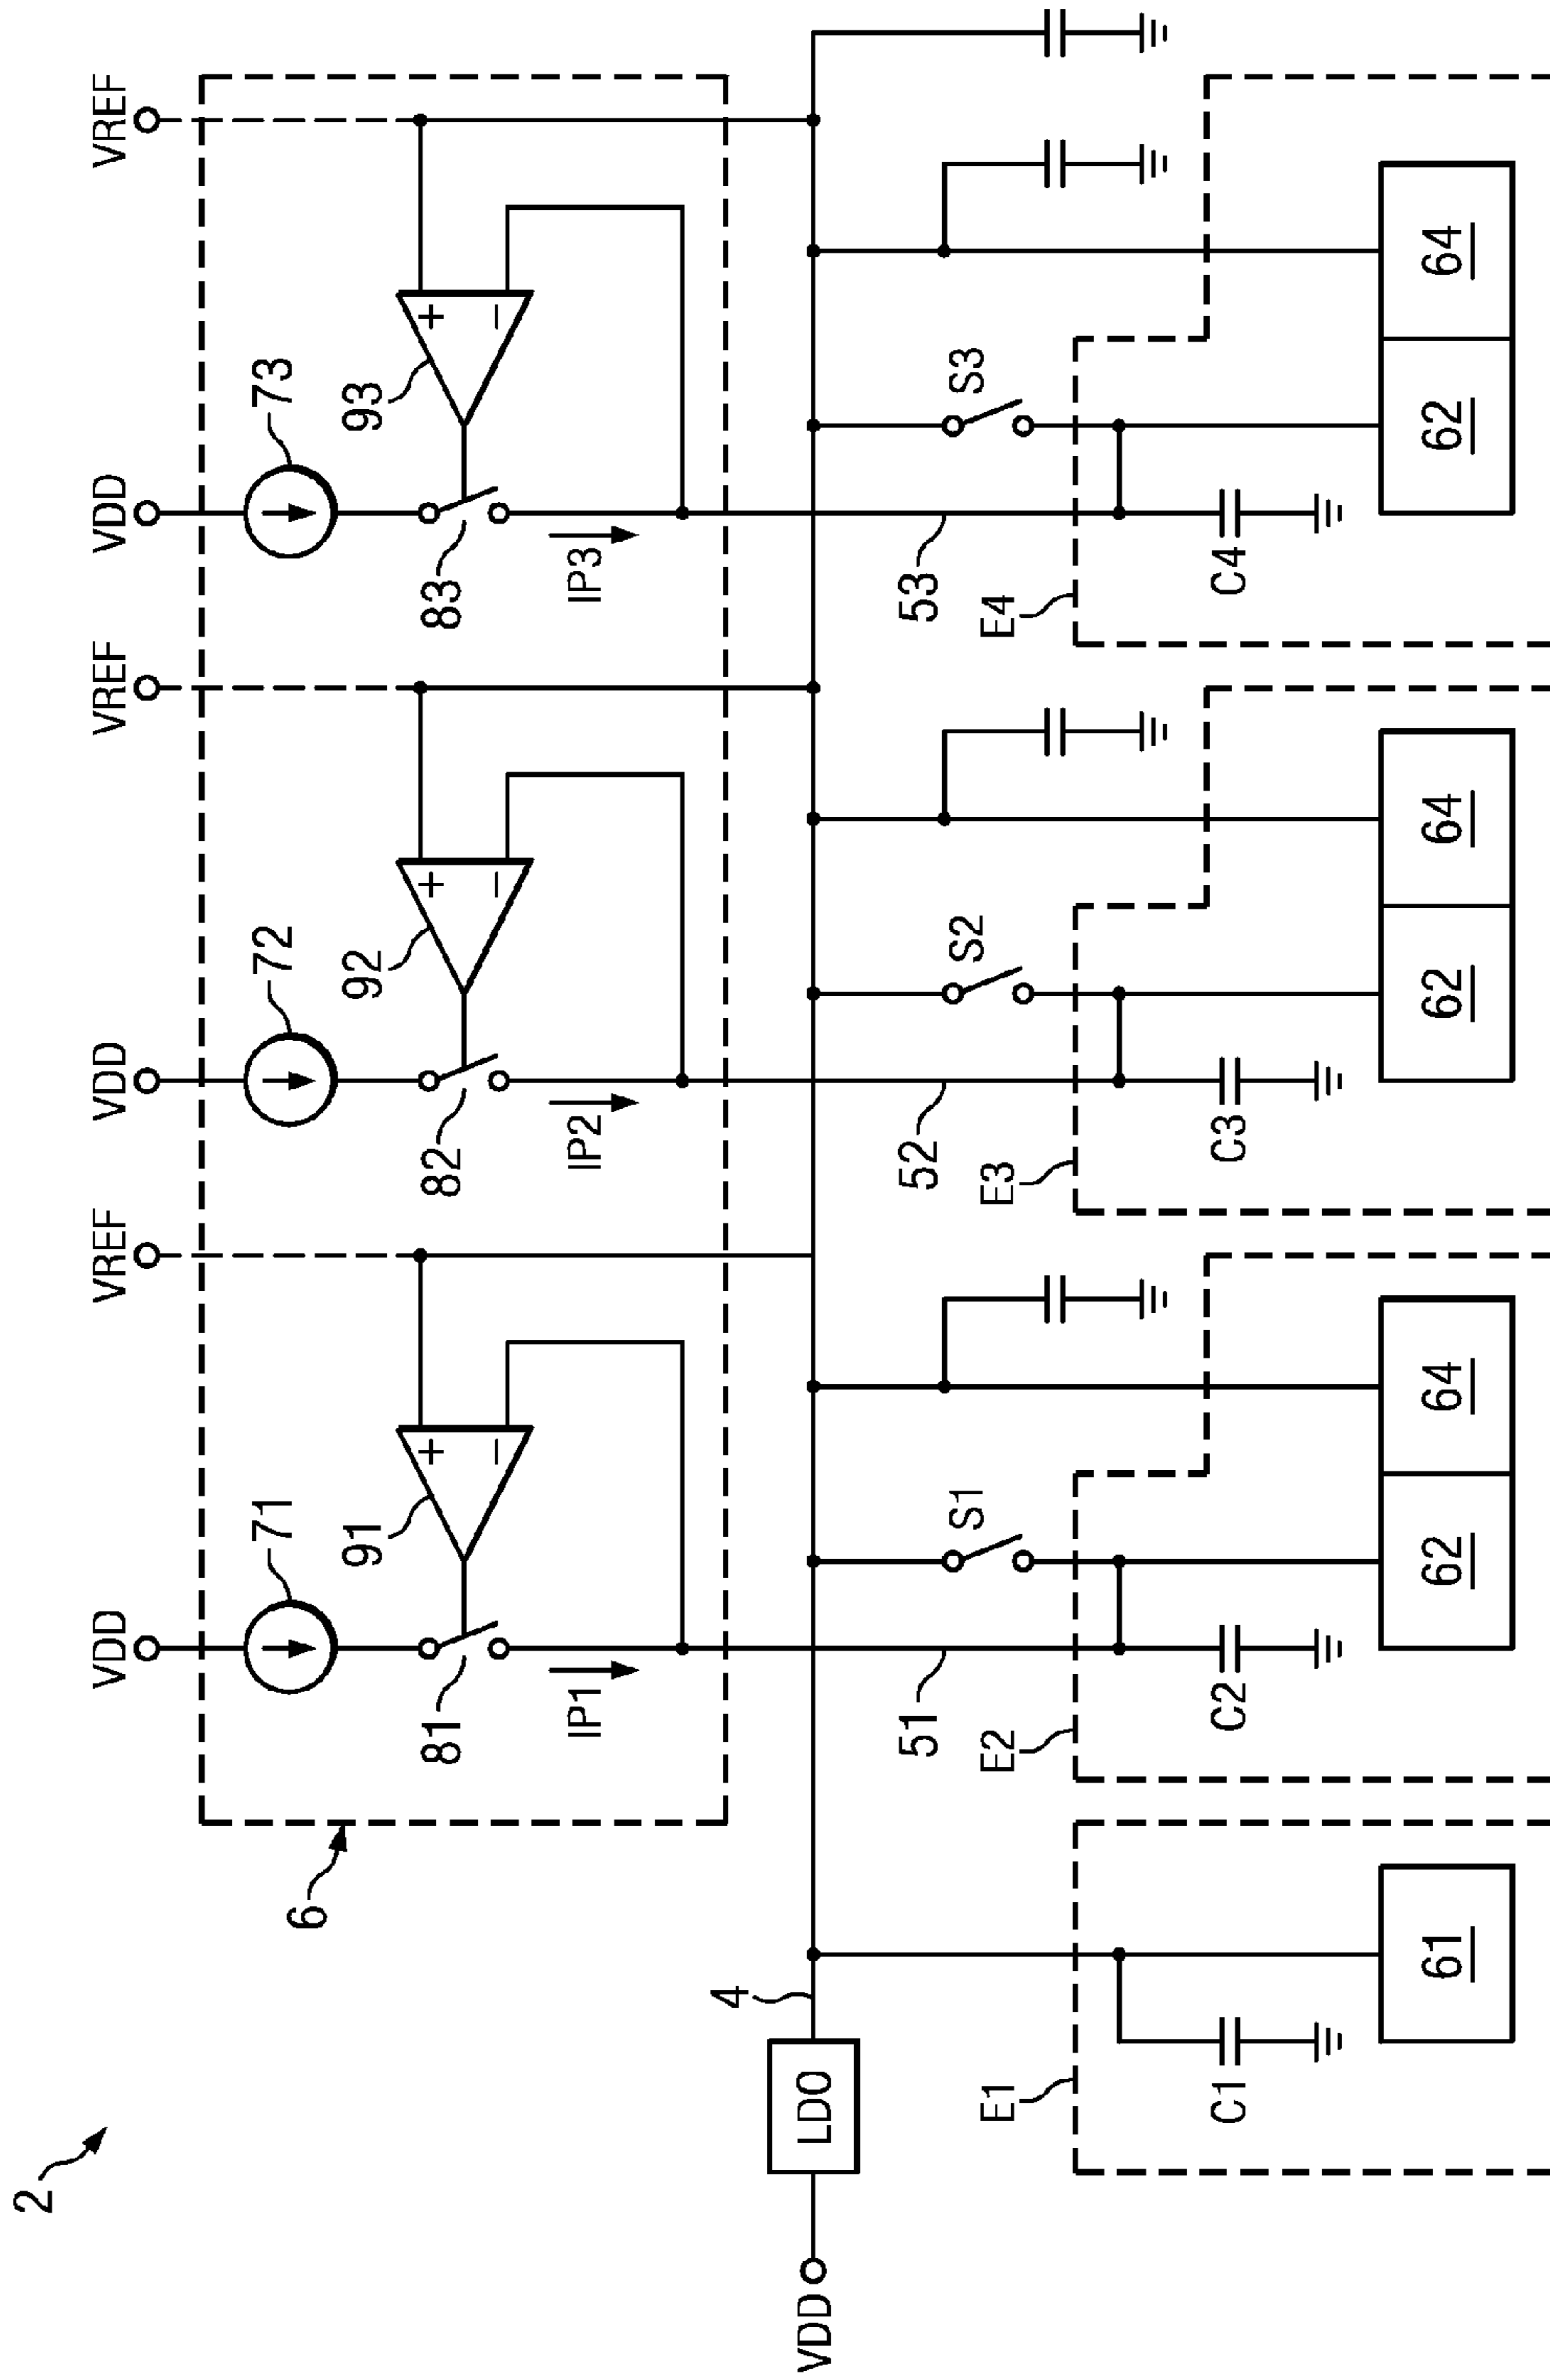 2
VDD
VREF
VDD
VREF
VDD
VREF
6
71
72
73
91
92
93
+
−
+
−
+
−
81
82
83
IP1
IP2
IP3
4
VDD
LDO
51
52
53
S1
S2
S3
E1
E2
E3
E4
C1
C2
C3
C4
61
62
64
62
64
62
64